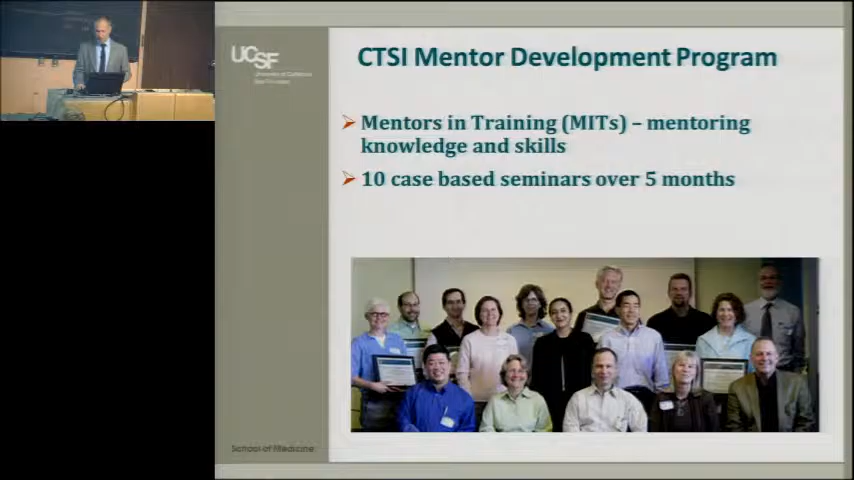 UCSF
University of California
San Francisco
CTSI Mentor Development Program
Mentors in Training (MITs) – mentoring
knowledge and skills
10 case based seminars over 5 months
School of Medicine